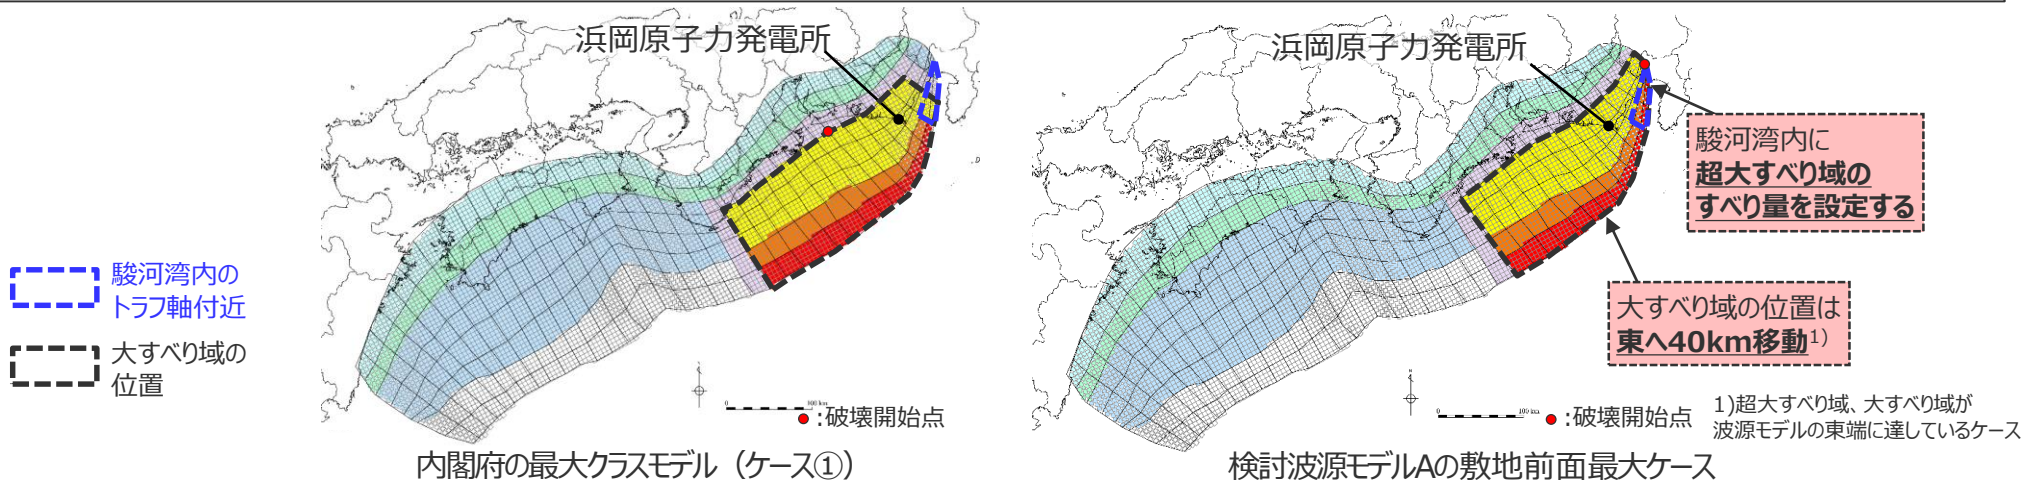 浜岡原子力発電所
駿河湾内の
トラフ軸付近
大すべり域の
位置
0 100 km
:破壊開始点
内閣府の最大クラスモデル（ケース①）
浜岡原子力発電所
駿河湾内に
超大すべり域の
すべり量を設定する
大すべり域の位置は
東へ40km移動1)
0 100 km
:破壊開始点
1)超大すべり域、大すべり域が
波源モデルの東端に達しているケース
検討波源モデルAの敷地前面最大ケース